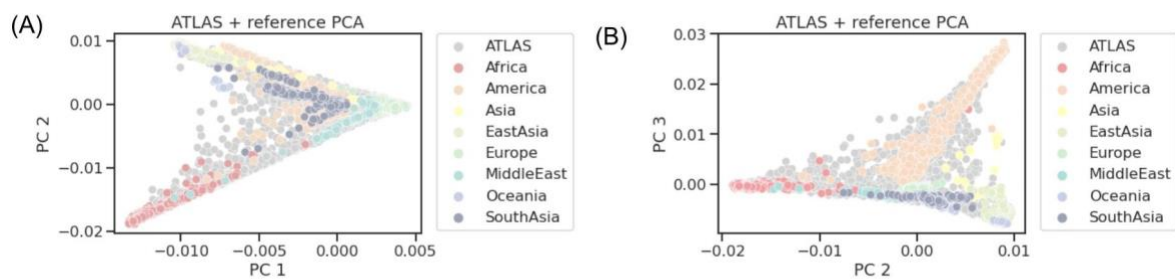 (A)
ATLAS + reference PCA
0.01
0.00
−0.01
−0.02
PC 2
−0.010
−0.005
0.000
0.005
PC 1
ATLAS
Africa
America
Asia
EastAsia
Europe
MiddleEast
Oceania
SouthAsia
(B)
ATLAS + reference PCA
0.03
0.02
0.01
0.00
PC 3
−0.02
−0.01
0.00
0.01
PC 2
ATLAS
Africa
America
Asia
EastAsia
Europe
MiddleEast
Oceania
SouthAsia